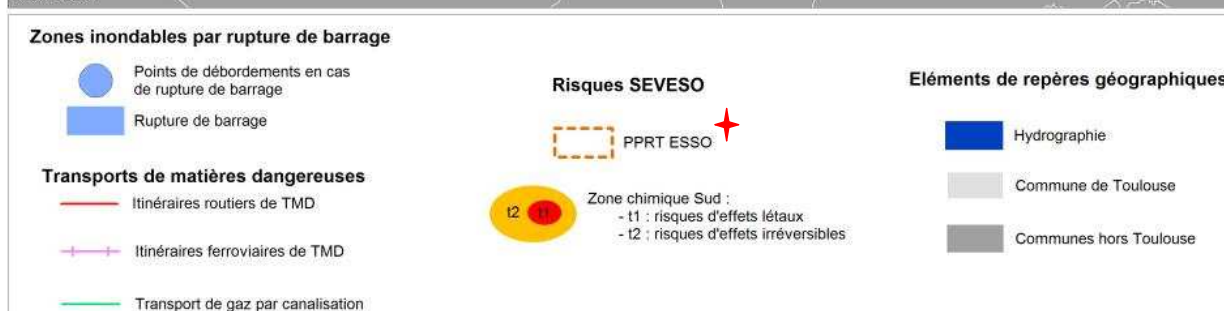 Zones inondables par rupture de barrage
Points de débordements en cas
de rupture de barrage
Rupture de barrage
Transports de matières dangereuses
Itinéraires routiers de TMD
Itinéraires ferroviaires de TMD
Transport de gaz par canalisation
Risques SEVESO
PPRT ESSO
t2 t1
Zone chimique Sud :
- t1 : risques d'effets létaux
- t2 : risques d'effets irréversibles
Eléments de repères géographiques
Hydrographie
Commune de Toulouse
Communes hors Toulouse